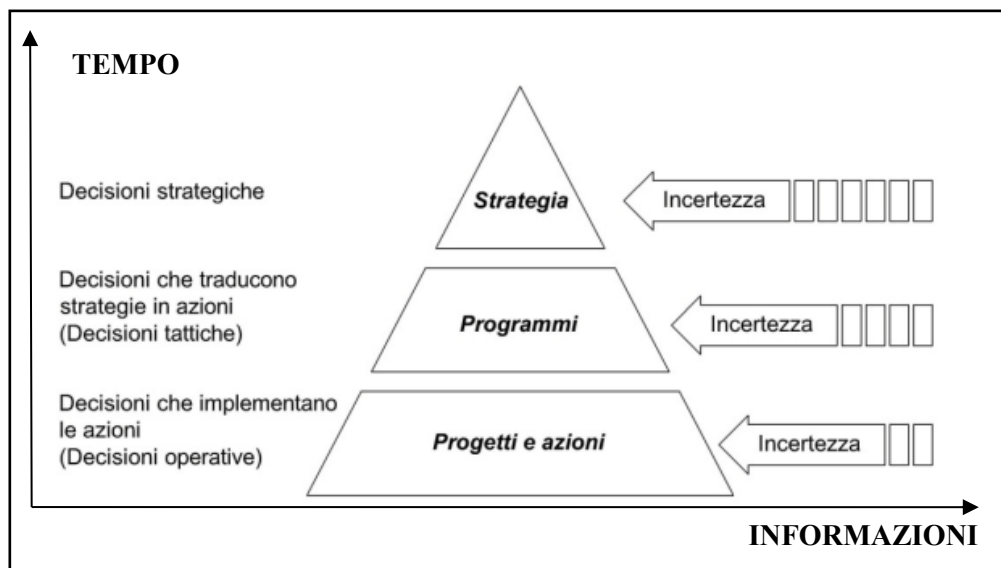 TEMPO
Decisioni strategiche
Strategia
Incertezza
Decisioni che traducono
strategie in azioni
(Decisioni tattiche)
Programmi
Incertezza
Decisioni che implementano
le azioni
(Decisioni operative)
Progetti e azioni
Incertezza
INFORMAZIONI